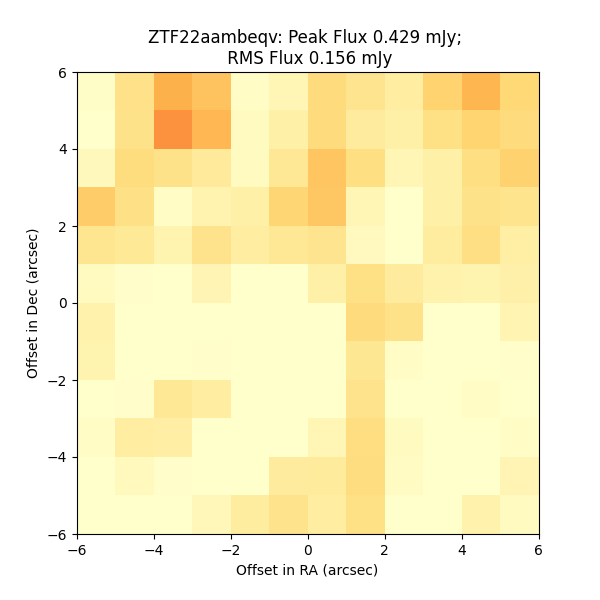 ZTF22aambeqv: Peak Flux 0.429 mJy;
RMS Flux 0.156 mJy
6
4
2
0
−2
−4
−6
Offset in Dec (arcsec)
−6 −4 −2 0 2 4 6
Offset in RA (arcsec)